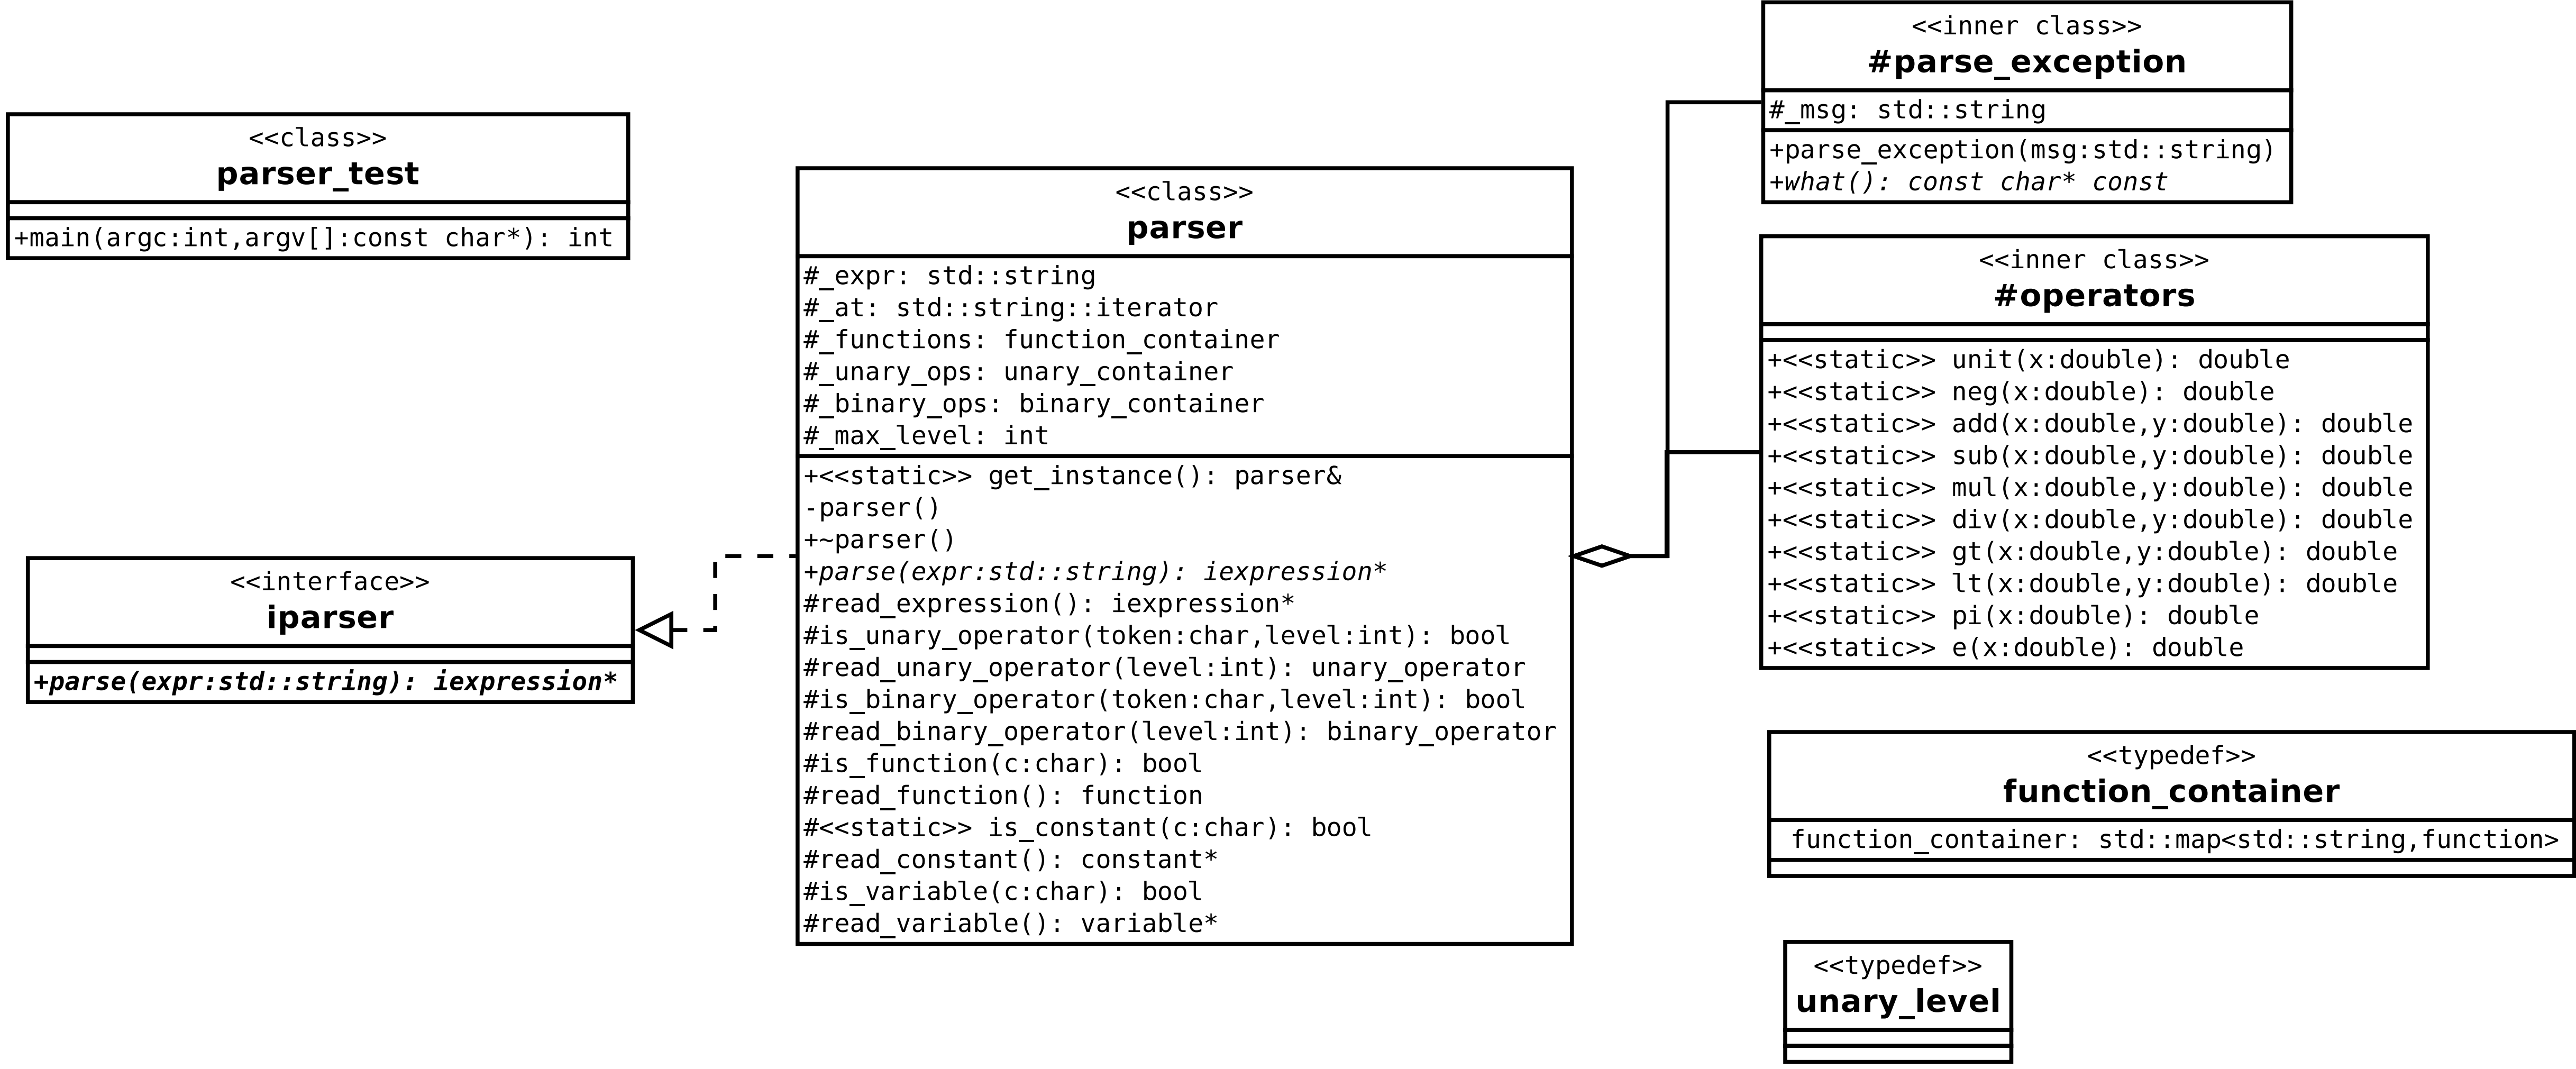 <<class>>
parser_test
+main(argc:int,argv[]:const char*): int
<<interface>>
iparser
+parse(expr:std::string): iexpression*
<<class>>
parser
#_expr: std::string
#_at: std::string::iterator
#_functions: function_container
#_unary_ops: unary_container
#_binary_ops: binary_container
#_max_level: int
+<<static>> get_instance(): parser&
-parser()
+~parser()
+parse(expr:std::string): iexpression*
#read_expression(): iexpression*
#is_unary_operator(token:char,level:int): bool
#read_unary_operator(level:int): unary_operator
#is_binary_operator(token:char,level:int): bool
#read_binary_operator(level:int): binary_operator
#is_function(c:char): bool
#read_function(): function
#<<static>> is_constant(c:char): bool
#read_constant(): constant*
#is_variable(c:char): bool
#read_variable(): variable*
<<inner class>>
#parse_exception
#_msg: std::string
+parse_exception(msg:std::string)
+what(): const char* const
<<inner class>>
#operators
+<<static>> unit(x:double): double
+<<static>> neg(x:double): double
+<<static>> add(x:double,y:double): double
+<<static>> sub(x:double,y:double): double
+<<static>> mul(x:double,y:double): double
+<<static>> div(x:double,y:double): double
+<<static>> gt(x:double,y:double): double
+<<static>> lt(x:double,y:double): double
+<<static>> pi(x:double): double
+<<static>> e(x:double): double
<<typedef>>
function_container
function_container: std::map<std::string,function>
<<typedef>>
unary_level